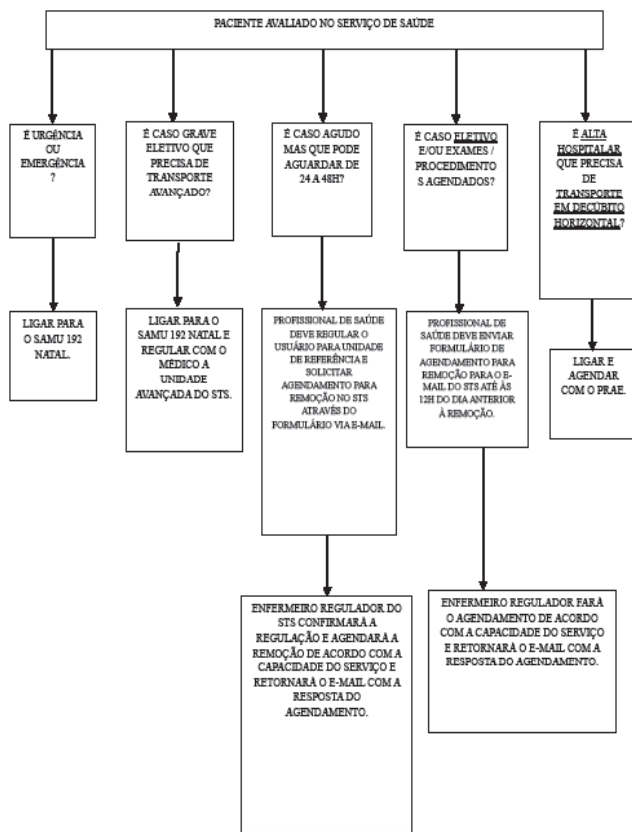 PACIENTE AVALIADO NO SERVIÇO DE SAÚDE
É URGÊNCIA
OU
EMERGÊNCIA
?
É CASO GRAVE
ELETIVO QUE
PRECISA DE
TRANSPORTE
AVANÇADO?
É CASO AGUDO
MAS QUE PODE
AGUARDAR DE
24 A 48H?
É CASO ELETIVO
E/OU EXAMES /
PROCEDIMENTO
S AGENDADOS?
É ALTA
HOSPITALAR
QUE PRECISA
DE
TRANSPORTE
EM DECÚBITO
HORIZONTAL?
LIGAR PARA
O SAMU 192
NATAL.
LIGAR PARA O
SAMU 192 NATAL E
REGULAR COM O
MÉDICO A
UNIDADE
AVANÇADA DO STS.
PROFISSIONAL DE SAÚDE
DEVE REGULAR O
USUÁRIO PARA UNIDADE
DE REFERÊNCIA E
SOLICITAR
AGENDAMENTO PARA
REMOÇÃO NO STS
ATRAVÉS DO
FORMULÁRIO VIA E-MAIL.
PROFISSIONAL DE
SAÚDE DEVE ENVIAR
FORMULÁRIO DE
AGENDAMENTO PARA
REMOÇÃO PARA O E-
MAIL DO STS ATÉ ÀS
12H DO DIA ANTERIOR
À REMOÇÃO.
LIGAR E
AGENDAR
COM O PRAE.
ENFERMEIRO REGULADOR DO
STS CONFIRMARÁ A
REGULAÇÃO E AGENDARÁ A
REMOÇÃO DE ACORDO COM A
CAPACIDADE DO SERVIÇO E
RETORNARÁ O E-MAIL COM A
RESPOSTA DO
AGENDAMENTO.
ENFERMEIRO REGULADOR FARÁ
O AGENDAMENTO DE ACORDO
COM A CAPACIDADE DO SERVIÇO
E RETORNARÁ O E-MAIL COM A
RESPOSTA DO AGENDAMENTO.